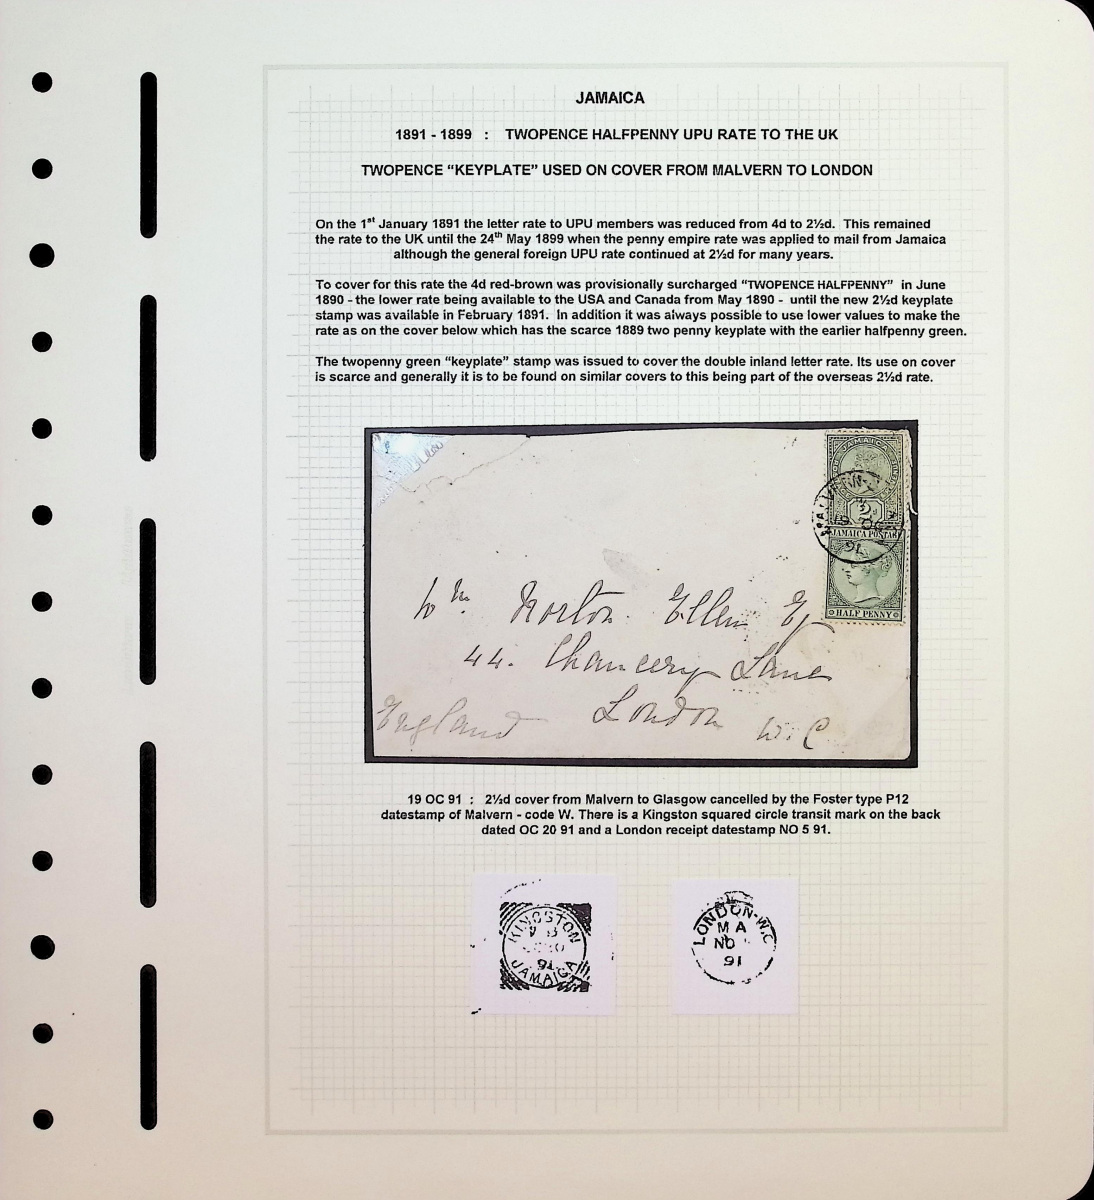 JAMAICA
1891 - 1899 : TWOPENCE HALFPENNY UPU RATE TO THE UK
TWOPENCE “KEYPLATE” USED ON COVER FROM MALVERN TO LONDON
On the 1st January 1891 the letter rate to UPU members was reduced from 4d to 2½d. This remained
the rate to the UK until the 24th May 1899 when the penny empire rate was applied to mail from Jamaica
although the general foreign UPU rate continued at 2½d for many years.
To cover for this rate the 4d red-brown was provisionally surcharged “TWOPENCE HALFPENNY” in June
1890 - the lower rate being available to the USA and Canada from May 1890 - until the new 2½d keyplate
stamp was available in February 1891. In addition it was always possible to use lower values to make the
rate as on the cover below which has the scarce 1889 two penny keyplate with the earlier halfpenny green.
The twopenny green “keyplate” stamp was issued to cover the double inland letter rate. Its use on cover
is scarce and generally it is to be found on similar covers to this being part of the overseas 2½d rate.
JAMAICA
2d
MALVERN
19 OC
91
JAMAICA POSTAGE
HALF PENNY
Wm Norton Ellen Esq
44. Chancery Lane
London W.C
England
19 OC 91 : 2½d cover from Malvern to Glasgow cancelled by the Foster type P12
datestamp of Malvern - code W. There is a Kingston squared circle transit mark on the back
dated OC 20 91 and a London receipt datestamp NO 5 91.
KINGSTON
91
JAMAICA
LONDON·W.C
MA
NO
91